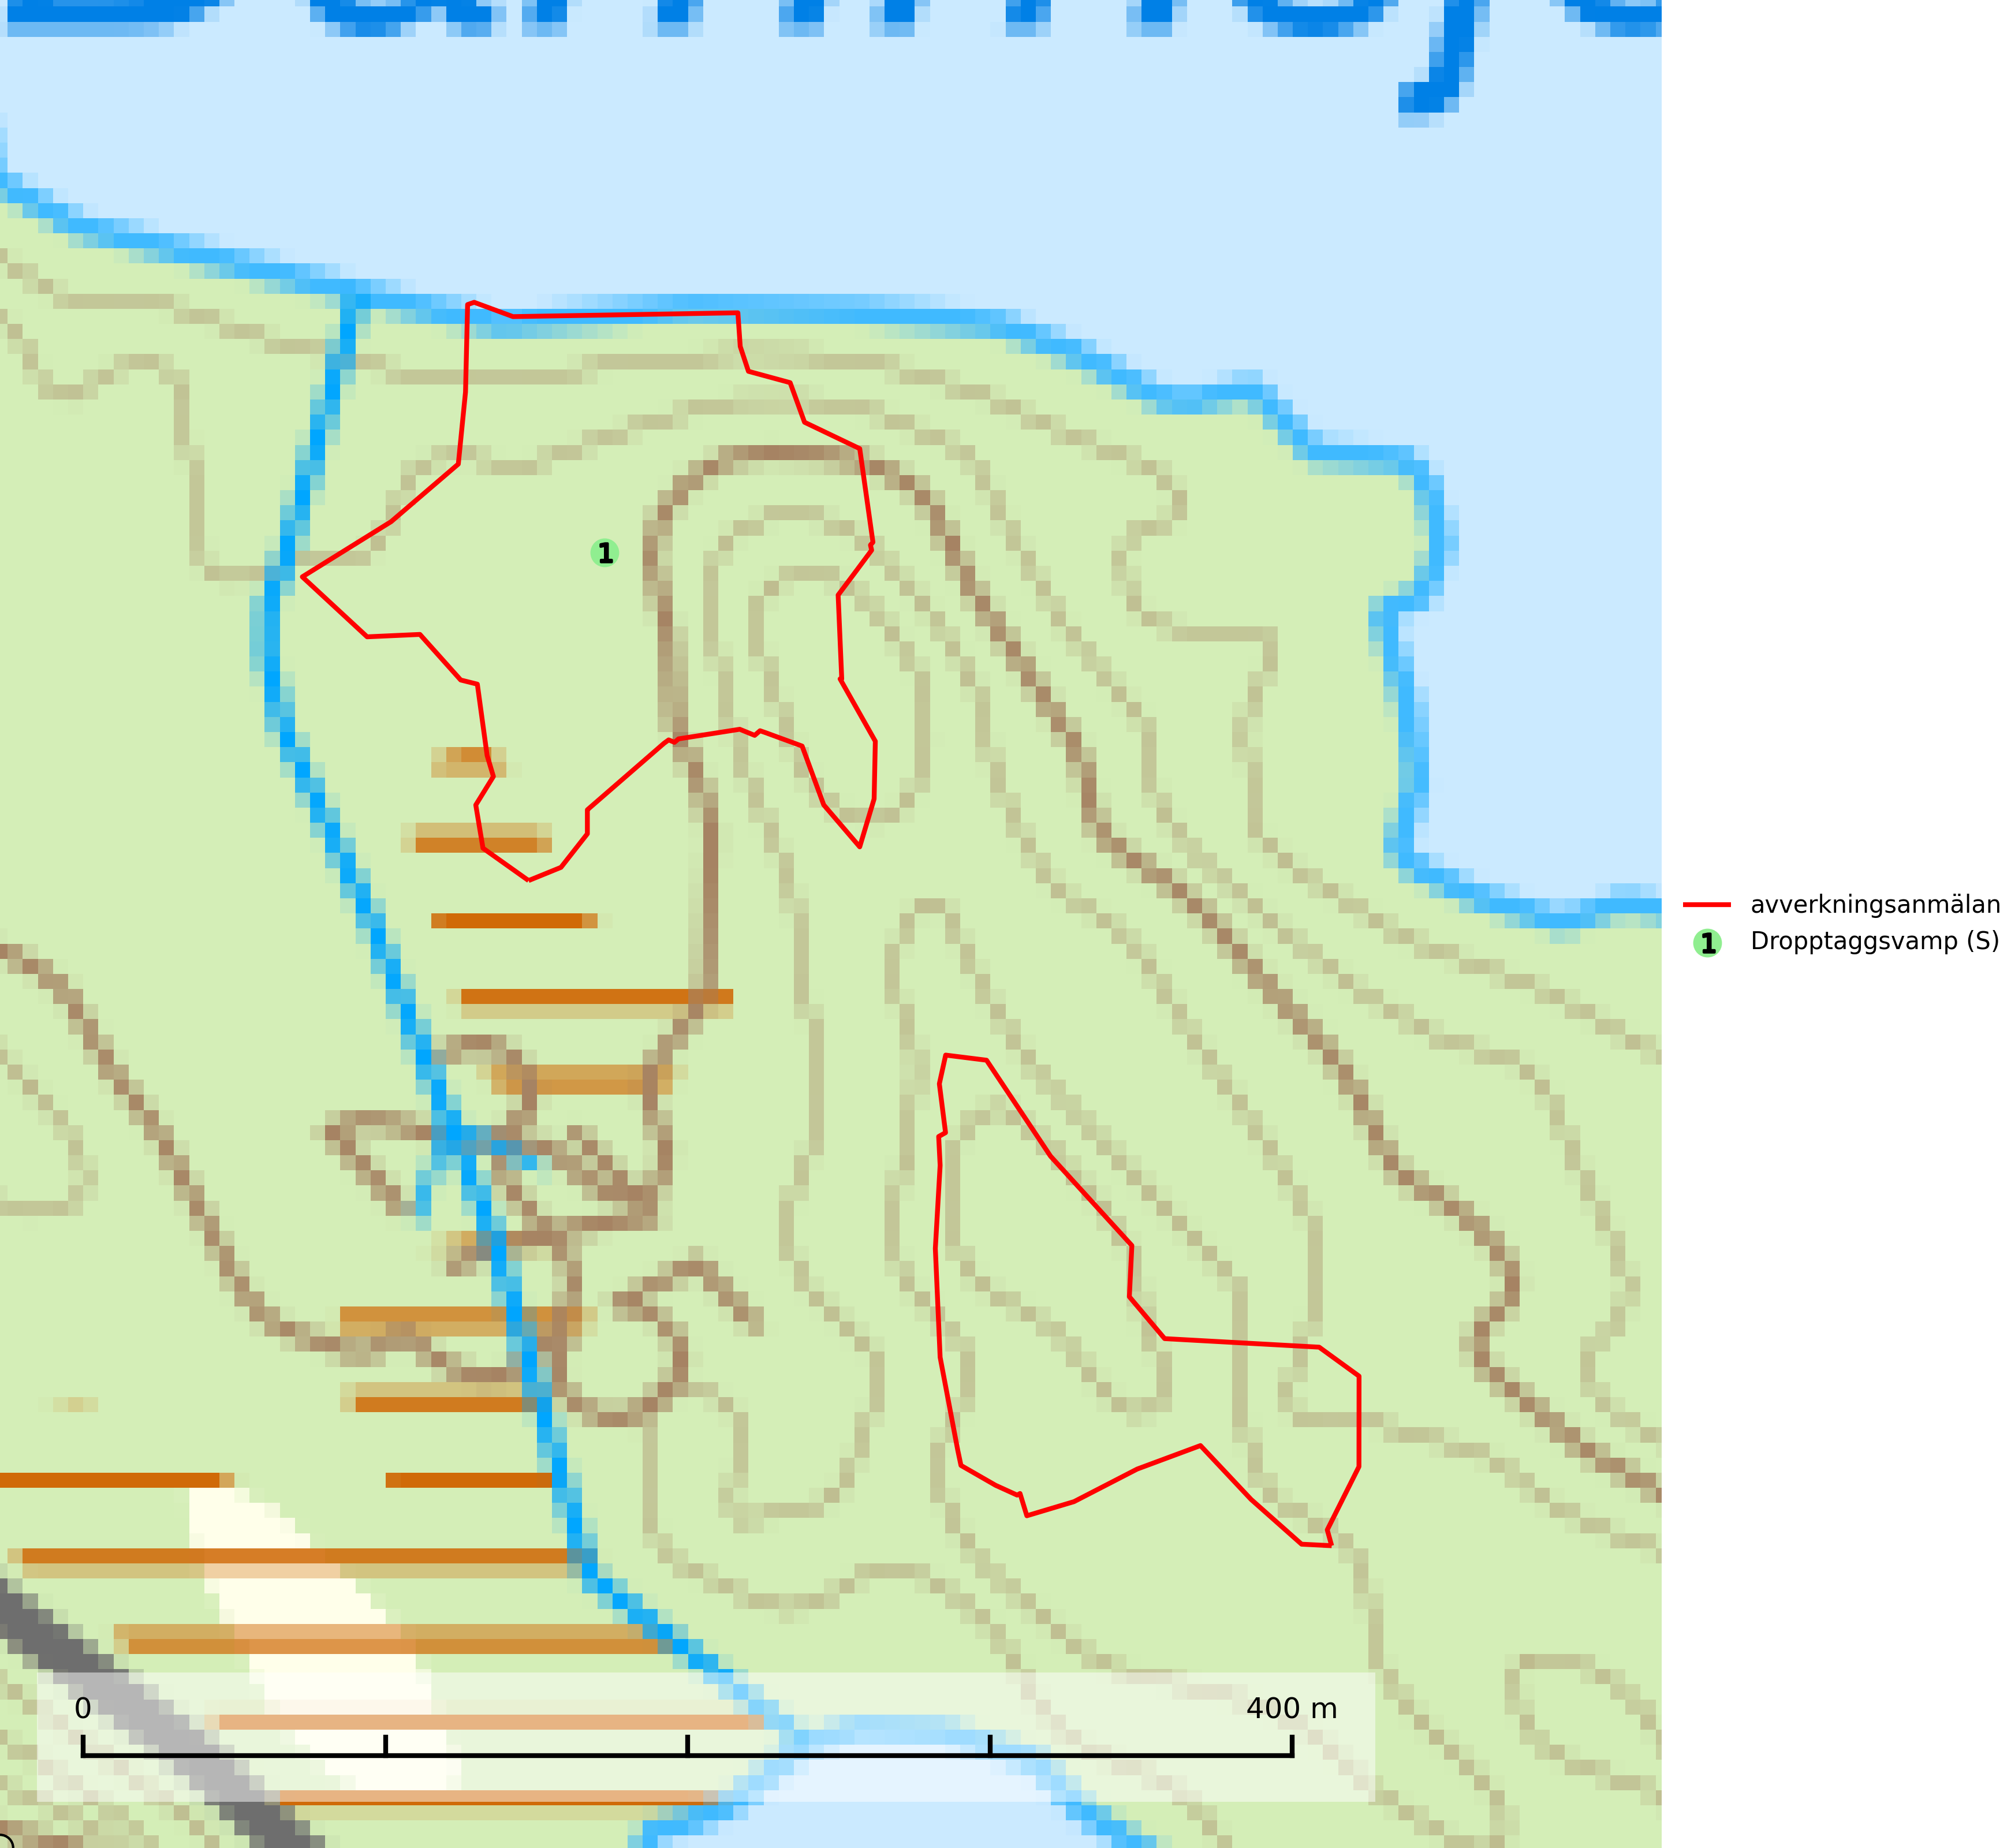 1
avverkningsanmälan
1 Dropptaggsvamp (S)
0 400 m